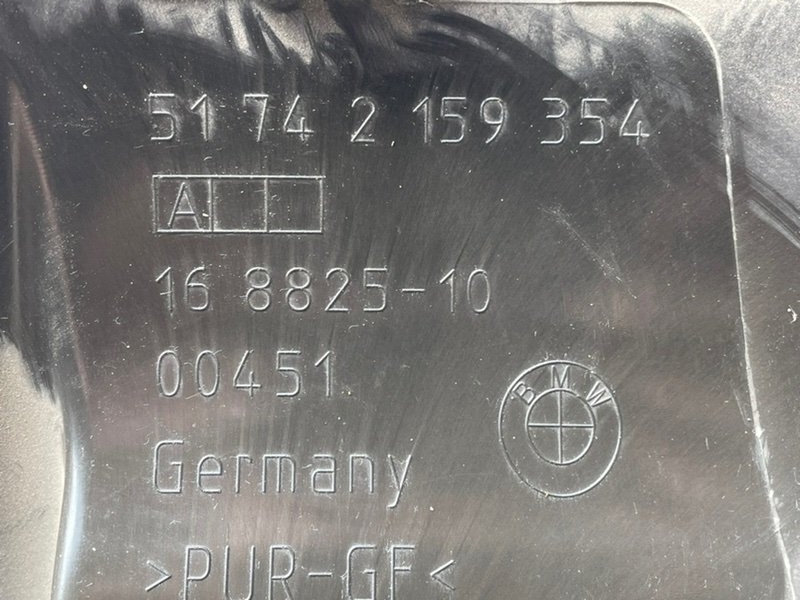 51 74 2 159 354
A
16 8825-10
00451
BMW
Germany
>PUR-GF<